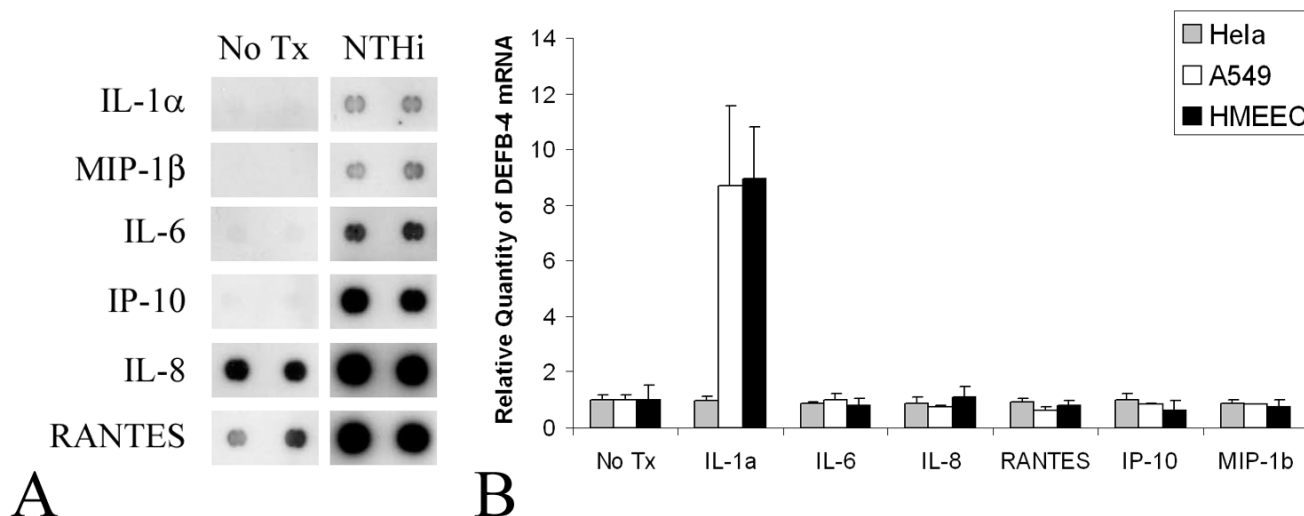 No Tx NTHi
IL-1α
MIP-1β
IL-6
IP-10
IL-8
RANTES
A
Relative Quantity of DEFB-4 mRNA
14
12
10
8
6
4
2
0
No Tx IL-1a IL-6 IL-8 RANTES IP-10 MIP-1b
Hela
A549
HMEEC
B